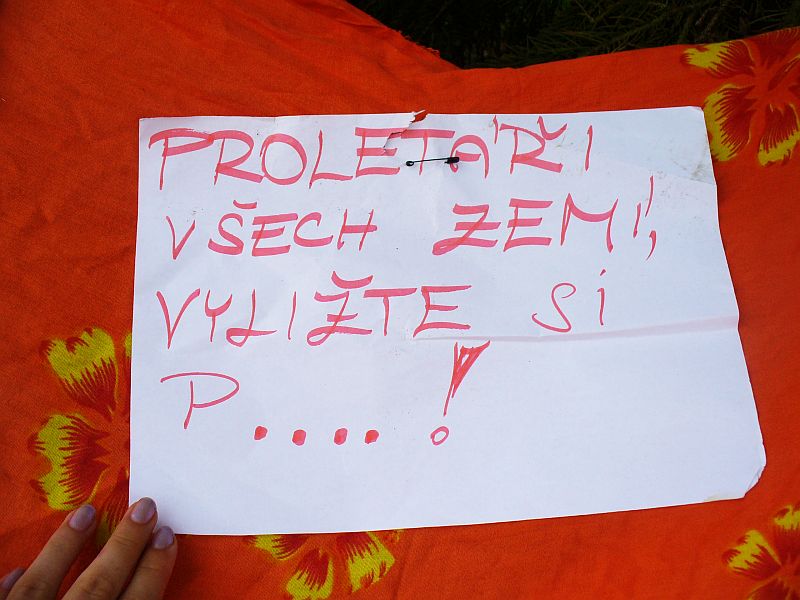 PROLETÁŘI
VŠECH ZEMÍ,
VYLIŽTE SI
P....!